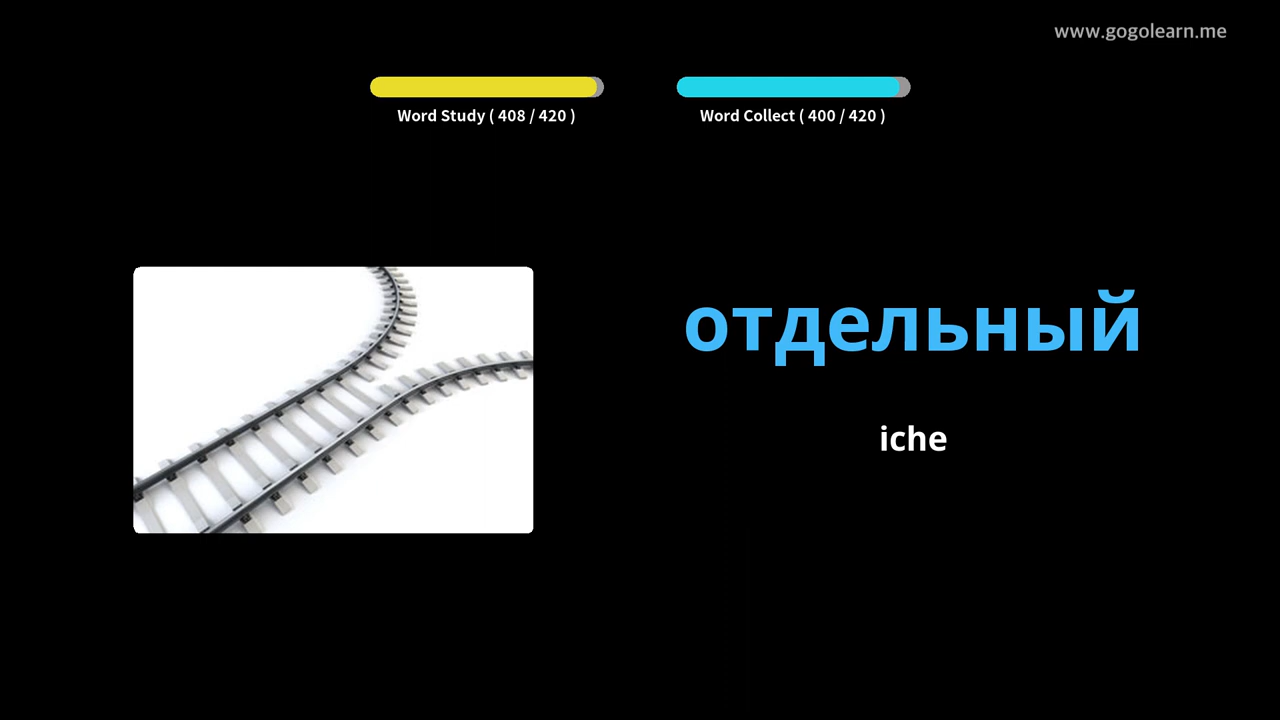 www.gogolearn.me
Word Study ( 408 / 420 )
Word Collect ( 400 / 420 )
отдельный
iche